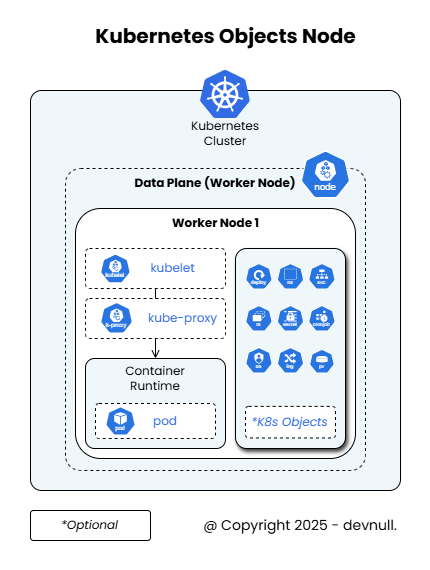 Kubernetes Objects Node
Kubernetes
Cluster
Data Plane (Worker Node)
node
Worker Node 1
kubelet
kubelet
deploy
ns
svc
k-proxy
kube-proxy
rs
secret
cronjob
Container
Runtime
sa
ing
pv
pod
pod
*K8s Objects
*Optional
@ Copyright 2025 - devnull.